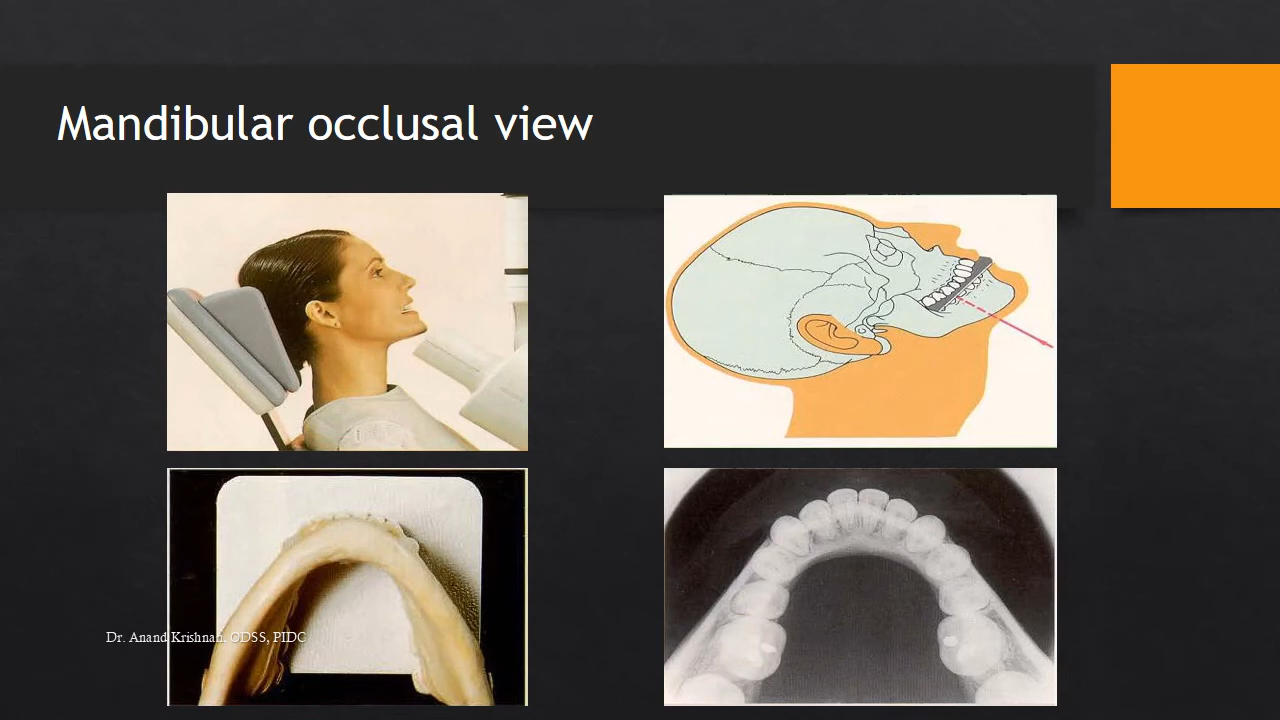 Mandibular occlusal view
Dr. Anand Krishnan, ODSS, PIDC